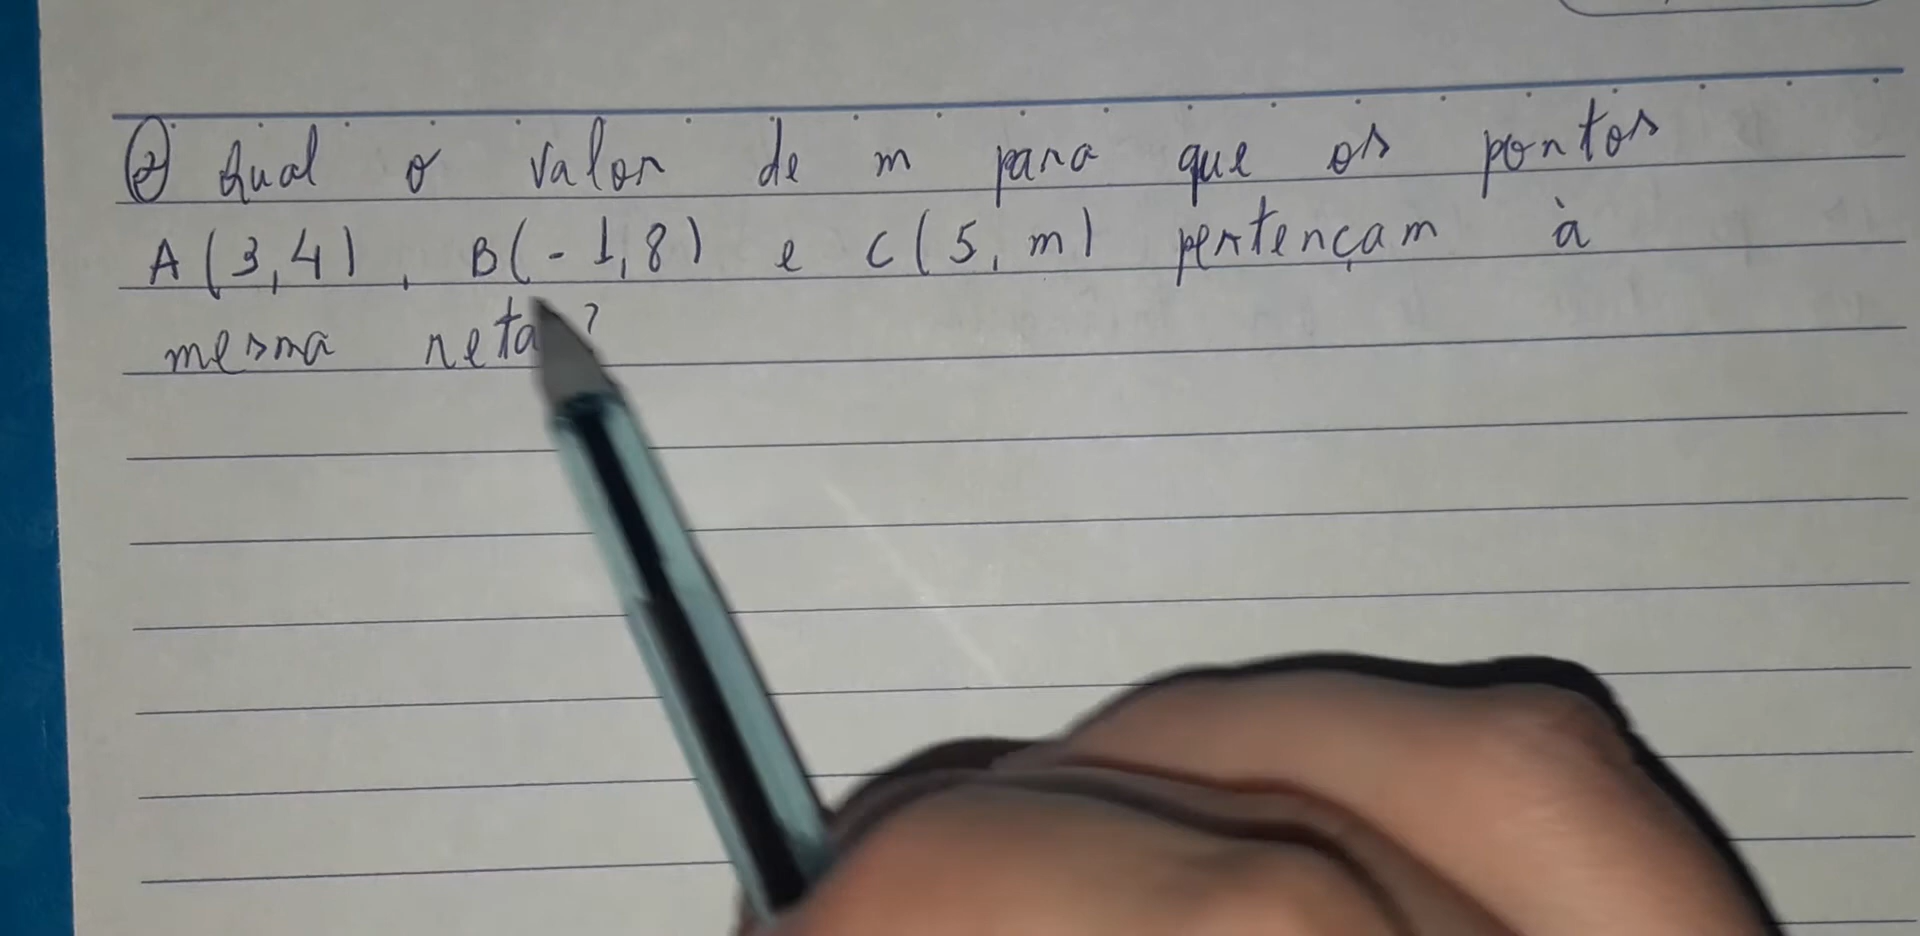 ② Qual o valor de m para que os pontos
A(3,4), B(-1,8) e C(5, m) pertençam à
mesma reta?